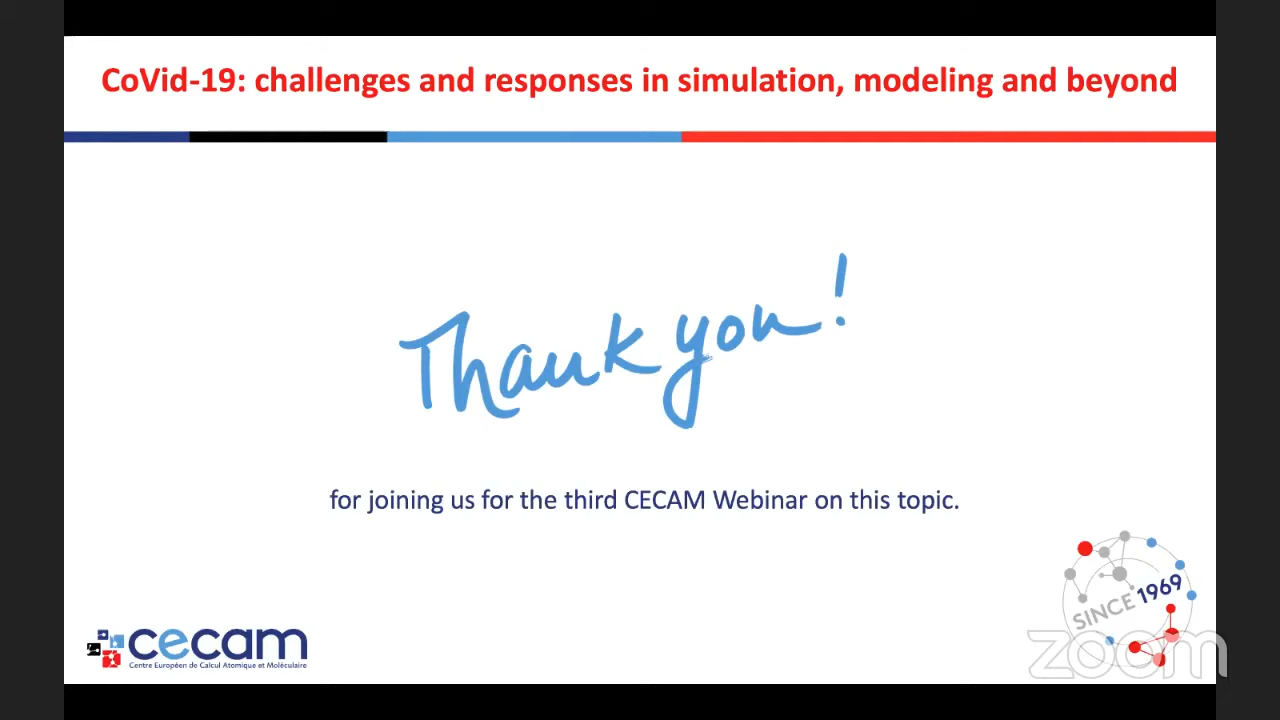 CoVid-19: challenges and responses in simulation, modeling and beyond
Thank you!
for joining us for the third CECAM Webinar on this topic.
SINCE 1969
cecam
Centre Européen de Calcul Atomique et Moléculaire
zoom